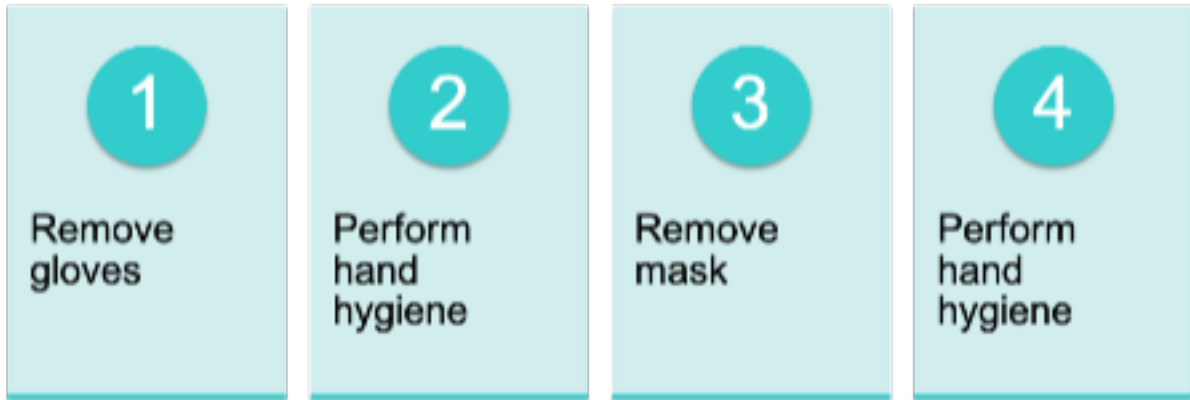 1
Remove
gloves
2
Perform
hand
hygiene
3
Remove
mask
4
Perform
hand
hygiene